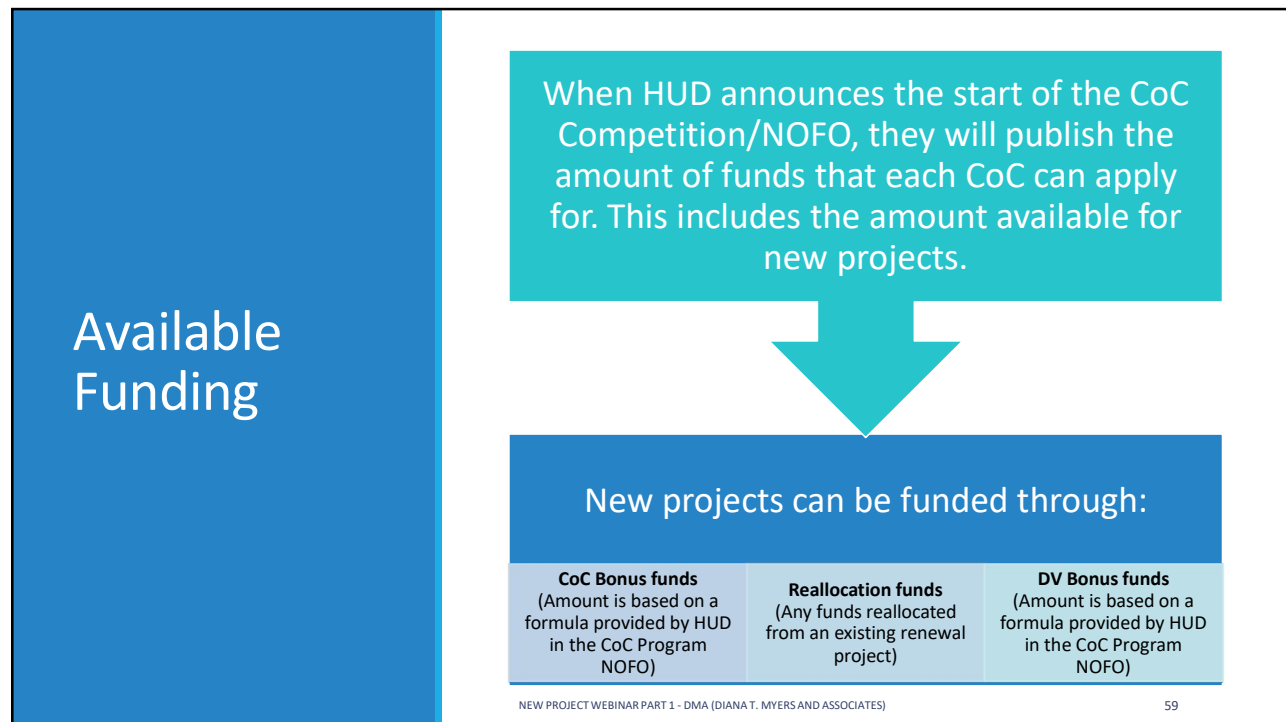 Available
Funding
When HUD announces the start of the CoC
Competition/NOFO, they will publish the
amount of funds that each CoC can apply
for. This includes the amount available for
new projects.
New projects can be funded through:
CoC Bonus funds
(Amount is based on a
formula provided by HUD
in the CoC Program
NOFO)
Reallocation funds
(Any funds reallocated
from an existing renewal
project)
DV Bonus funds
(Amount is based on a
formula provided by HUD
in the CoC Program
NOFO)
NEW PROJECT WEBINAR PART 1 - DMA (DIANA T. MYERS AND ASSOCIATES)
59